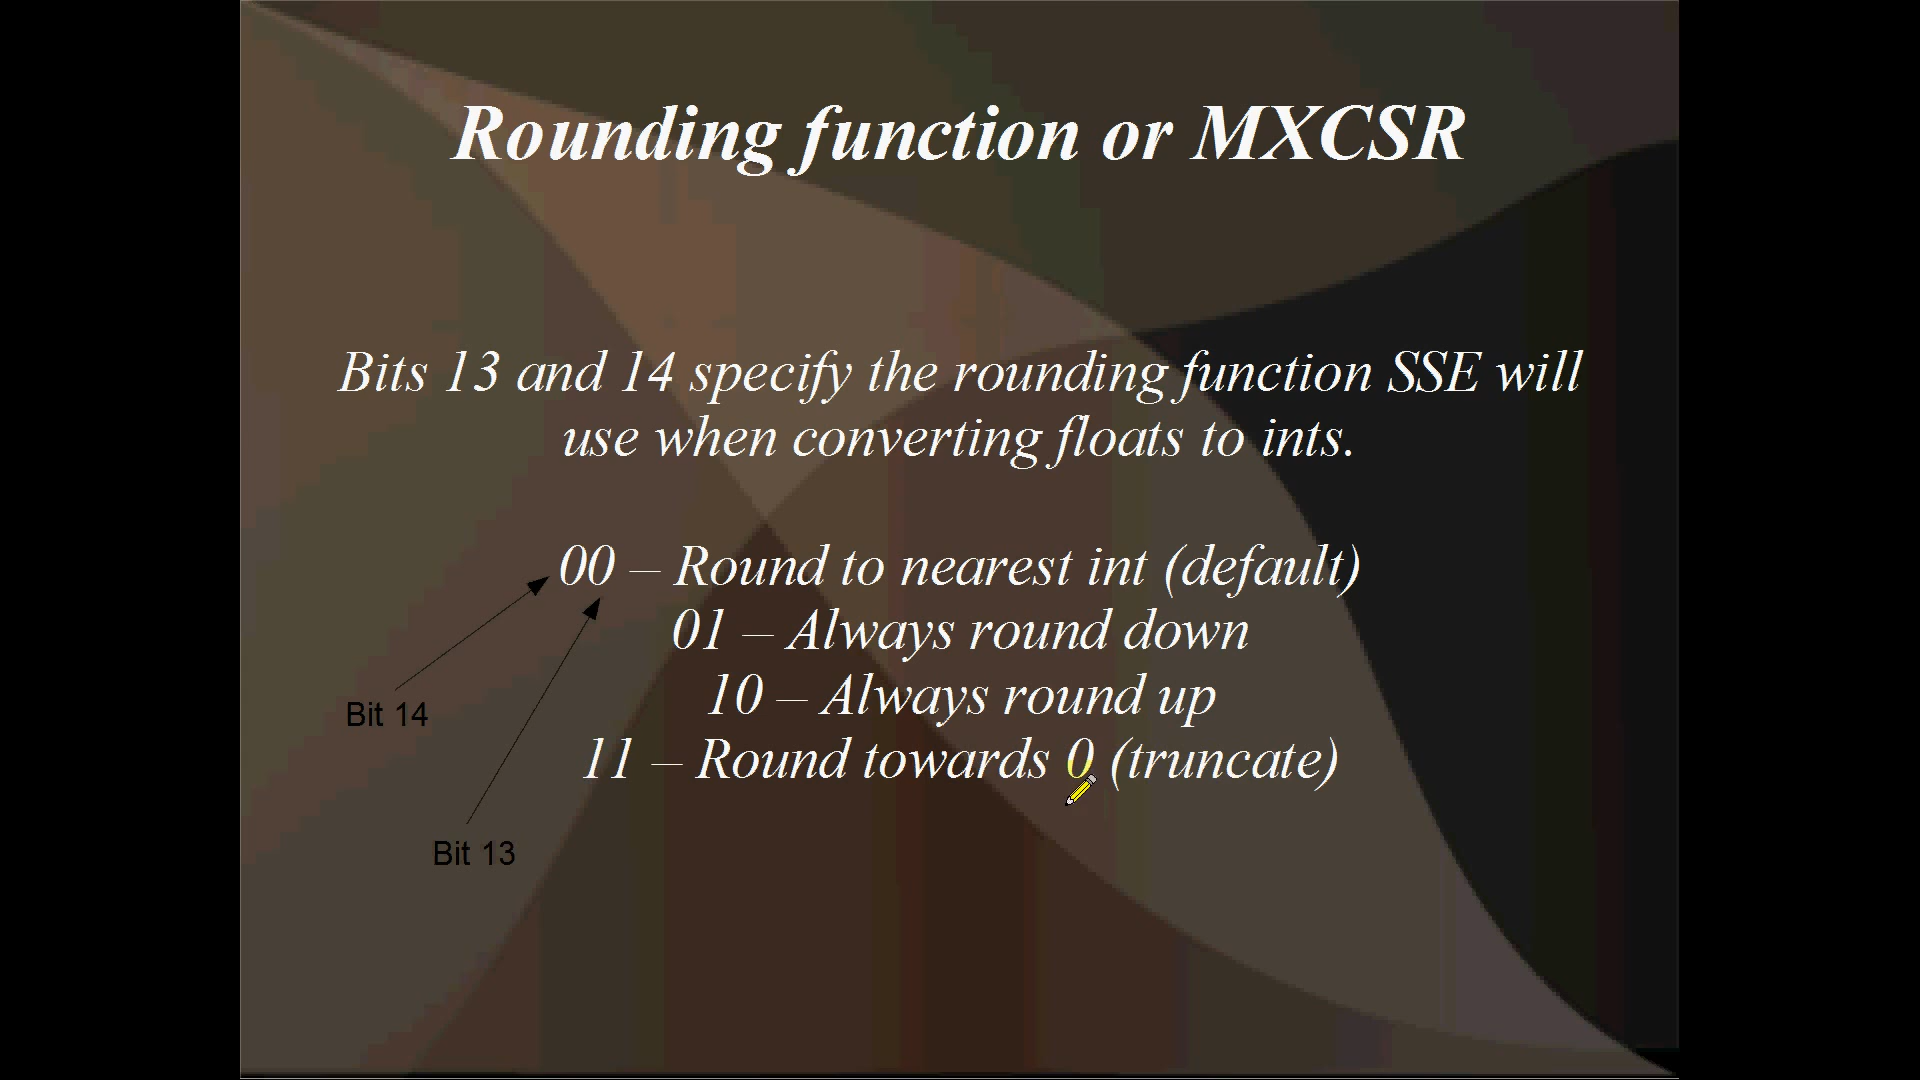 Rounding function or MXCSR
Bits 13 and 14 specify the rounding function SSE will
use when converting floats to ints.
00 – Round to nearest int (default)
01 – Always round down
10 – Always round up
11 – Round towards 0 (truncate)
Bit 14
Bit 13